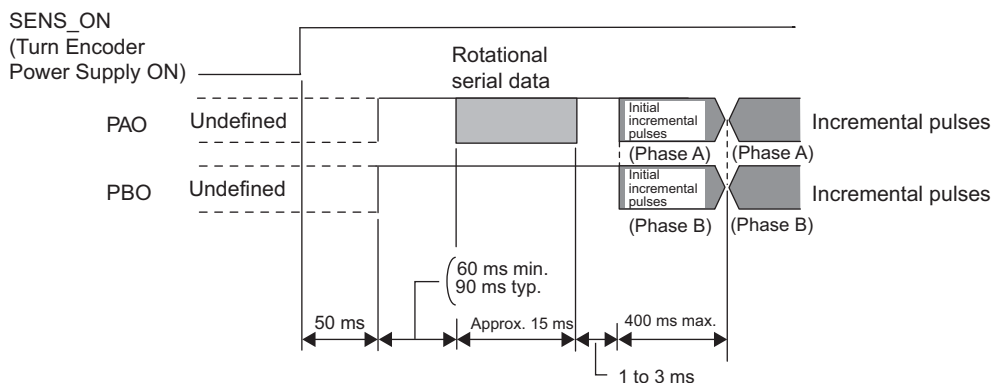 SENS_ON
(Turn Encoder
Power Supply ON)
Rotational
serial data
PAO
Undefined
Initial
incremental
pulses
(Phase A)
(Phase A)
Incremental pulses
PBO
Undefined
Initial
incremental
pulses
(Phase B)
(Phase B)
Incremental pulses
60 ms min.
90 ms typ.
50 ms
Approx. 15 ms
400 ms max.
1 to 3 ms